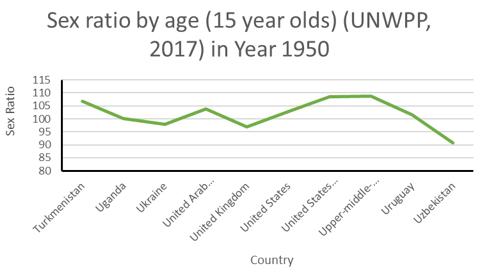 Sex ratio by age (15 year olds) (UNWPP,
2017) in Year 1950
Sex Ratio
115
110
105
100
95
90
85
80
Turkmenistan
Uganda
Ukraine
United Arab…
United Kingdom
United States
United States…
Upper-middle-…
Uruguay
Uzbekistan
Country